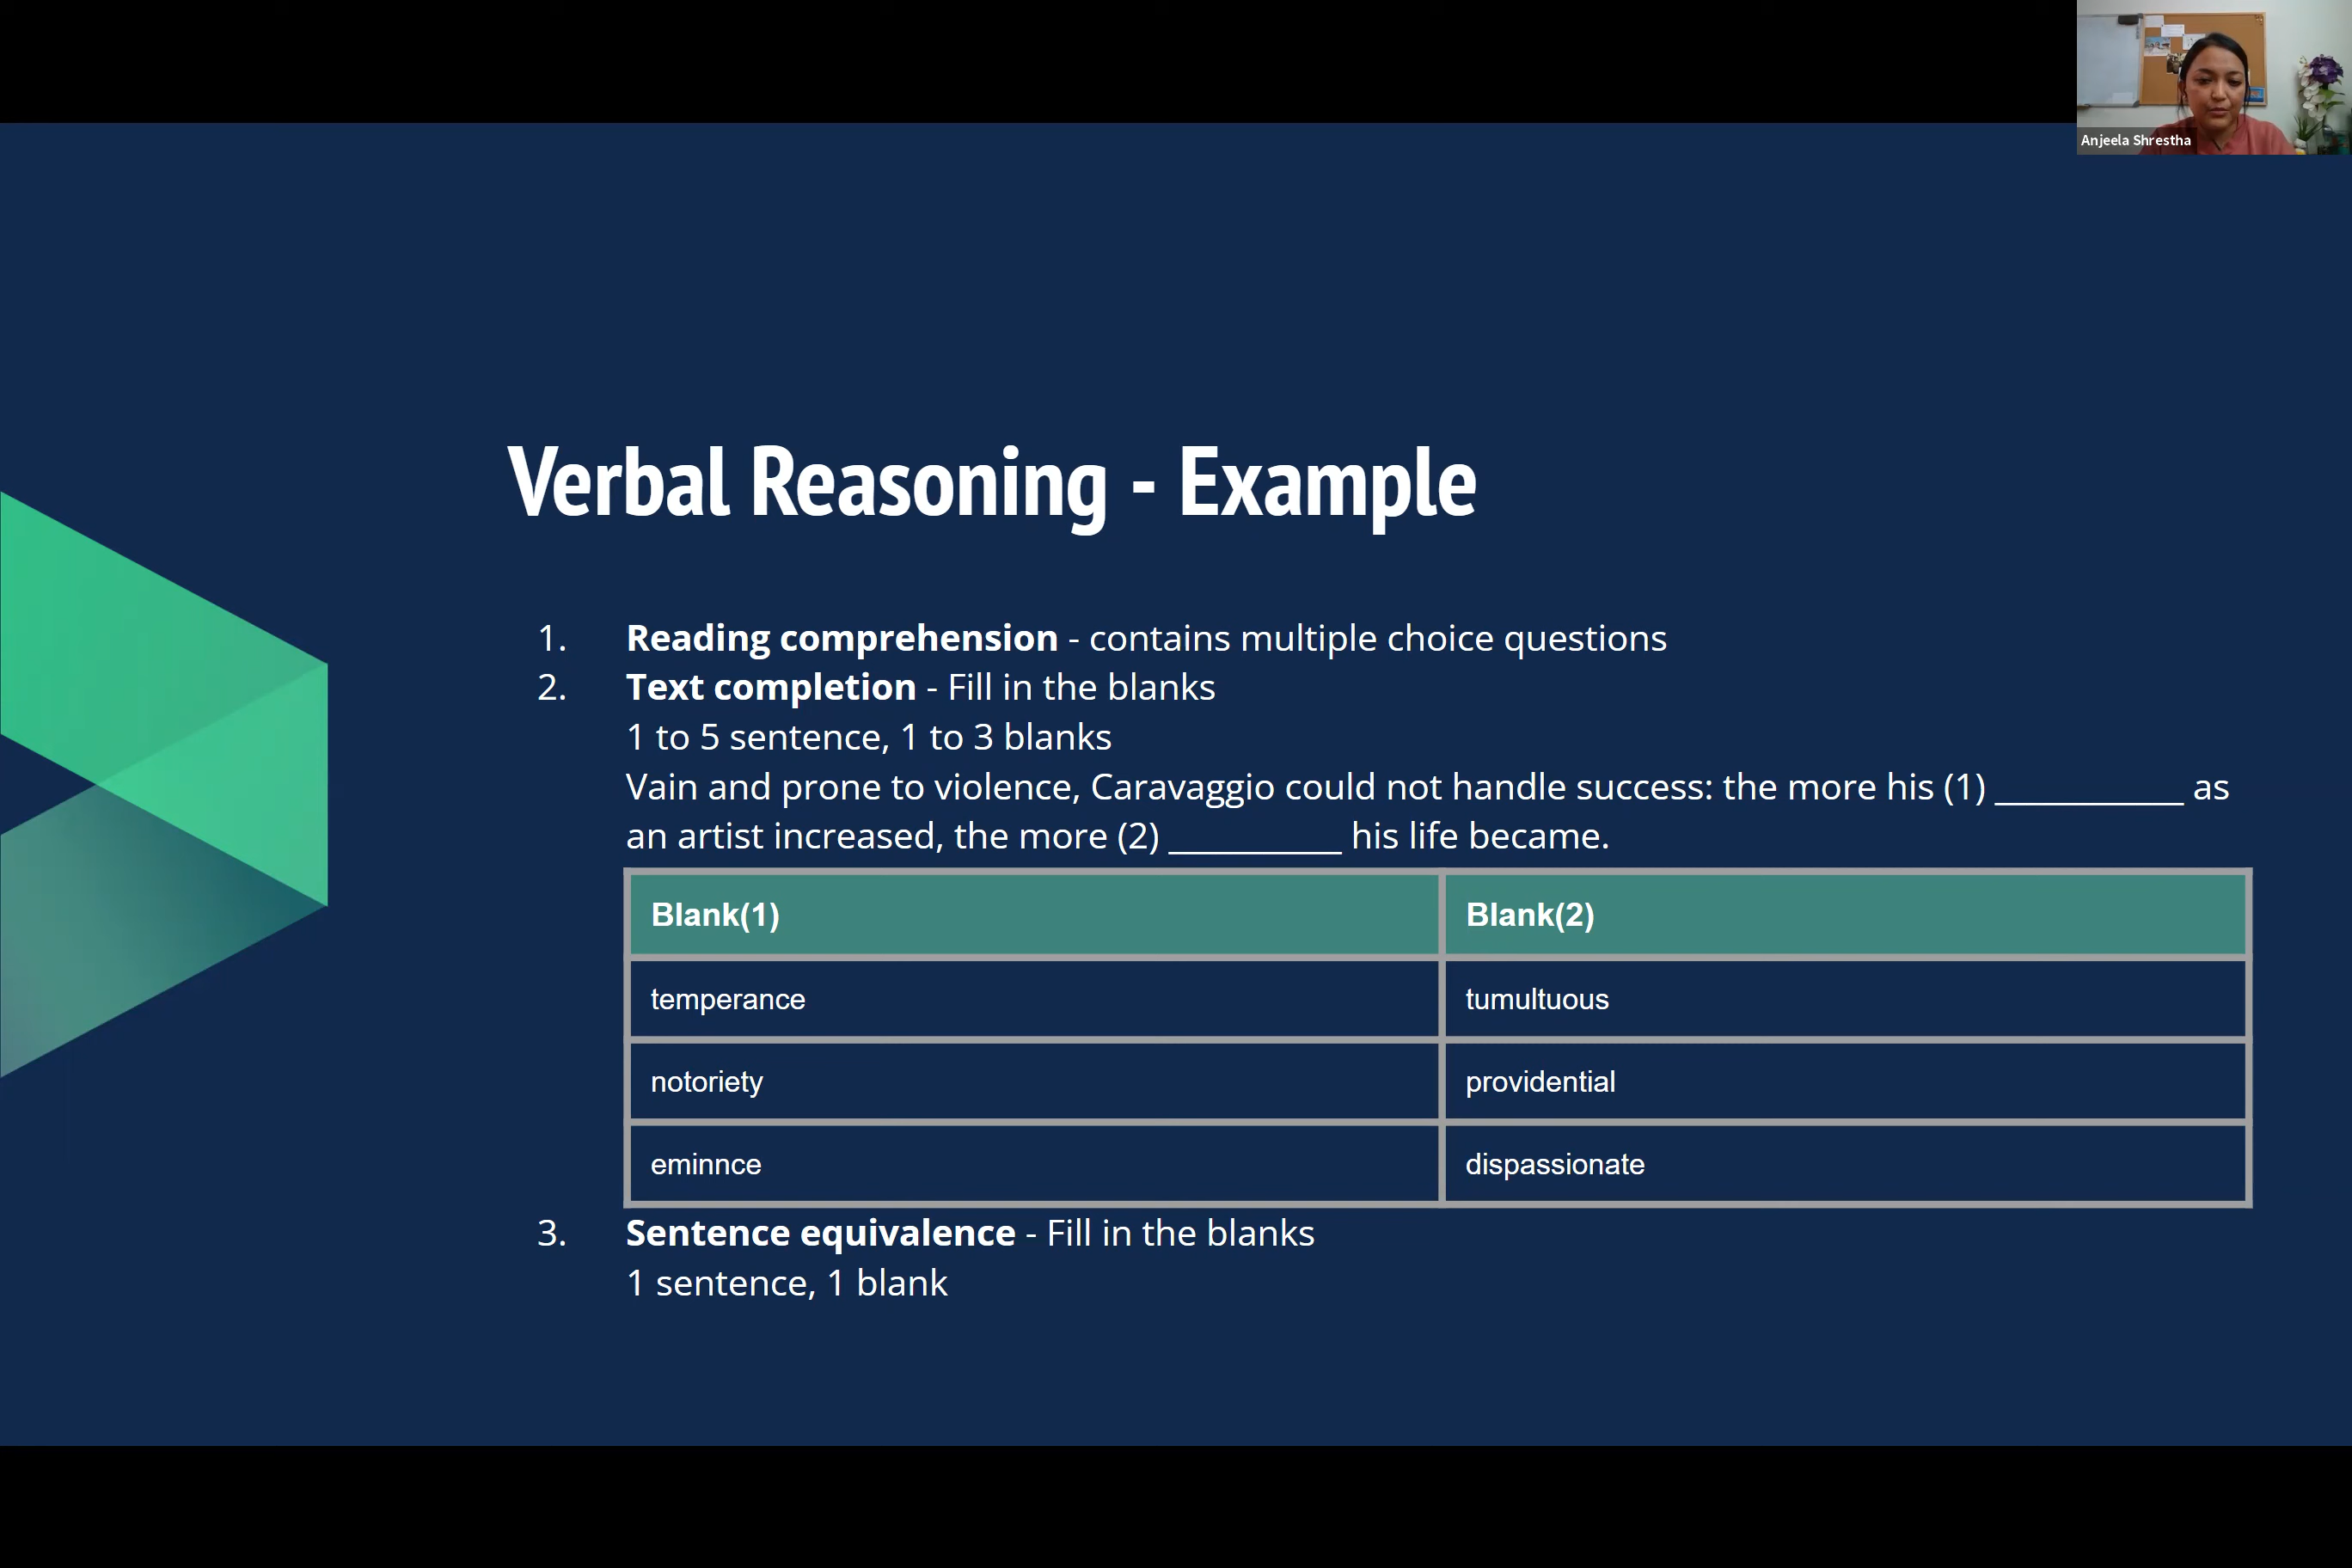 Anjeela Shrestha
Verbal Reasoning - Example
1. Reading comprehension - contains multiple choice questions
2. Text completion - Fill in the blanks
1 to 5 sentence, 1 to 3 blanks
Vain and prone to violence, Caravaggio could not handle success: the more his (1) __________ as
an artist increased, the more (2) _________ his life became.
Blank(1) Blank(2)
temperance tumultuous
notoriety providential
eminnce dispassionate
3. Sentence equivalence - Fill in the blanks
1 sentence, 1 blank